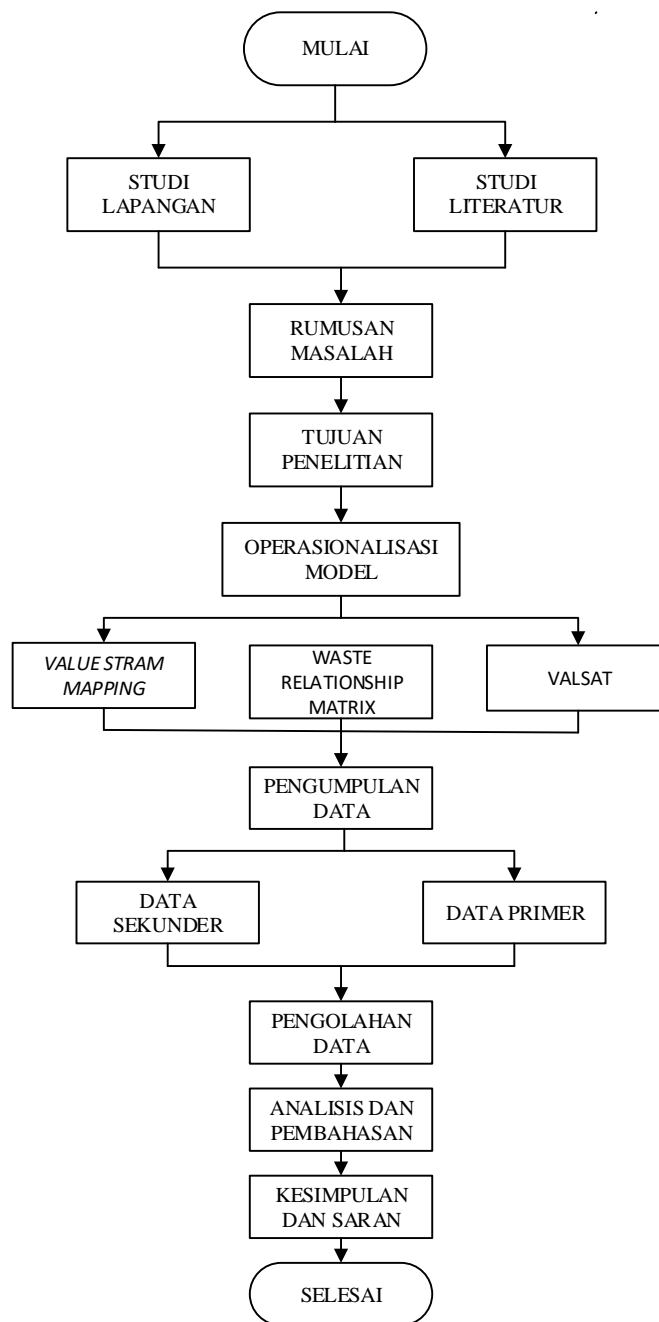 MULAI
STUDI
LAPANGAN
STUDI
LITERATUR
RUMUSAN
MASALAH
TUJUAN
PENELITIAN
OPERASIONALISASI
MODEL
VALUE STRAM
MAPPING
WASTE
RELATIONSHIP
MATRIX
VALSAT
PENGUMPULAN
DATA
DATA
SEKUNDER
DATA PRIMER
PENGOLAHAN
DATA
ANALISIS DAN
PEMBAHASAN
KESIMPULAN
DAN SARAN
SELESAI